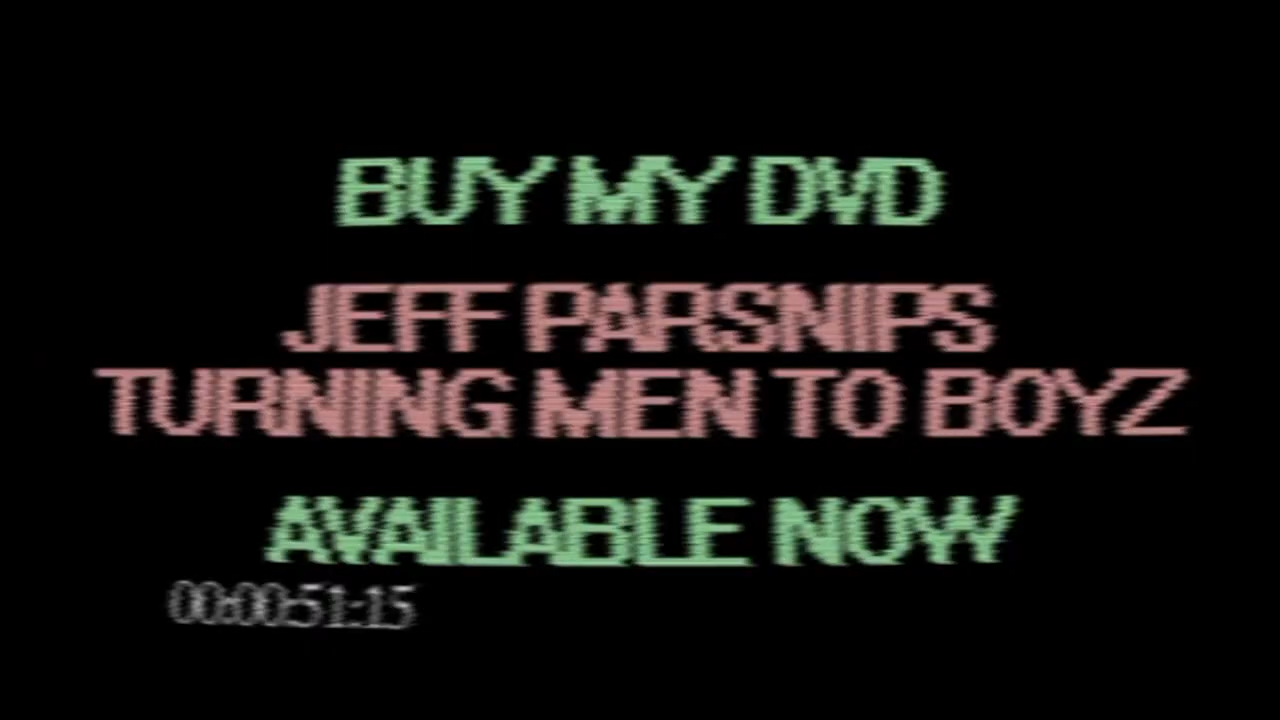 BUY MY DVD
JEFF PARSNIPS
TURNING MEN TO BOYZ
AVAILABLE NOW
00:00:51:15